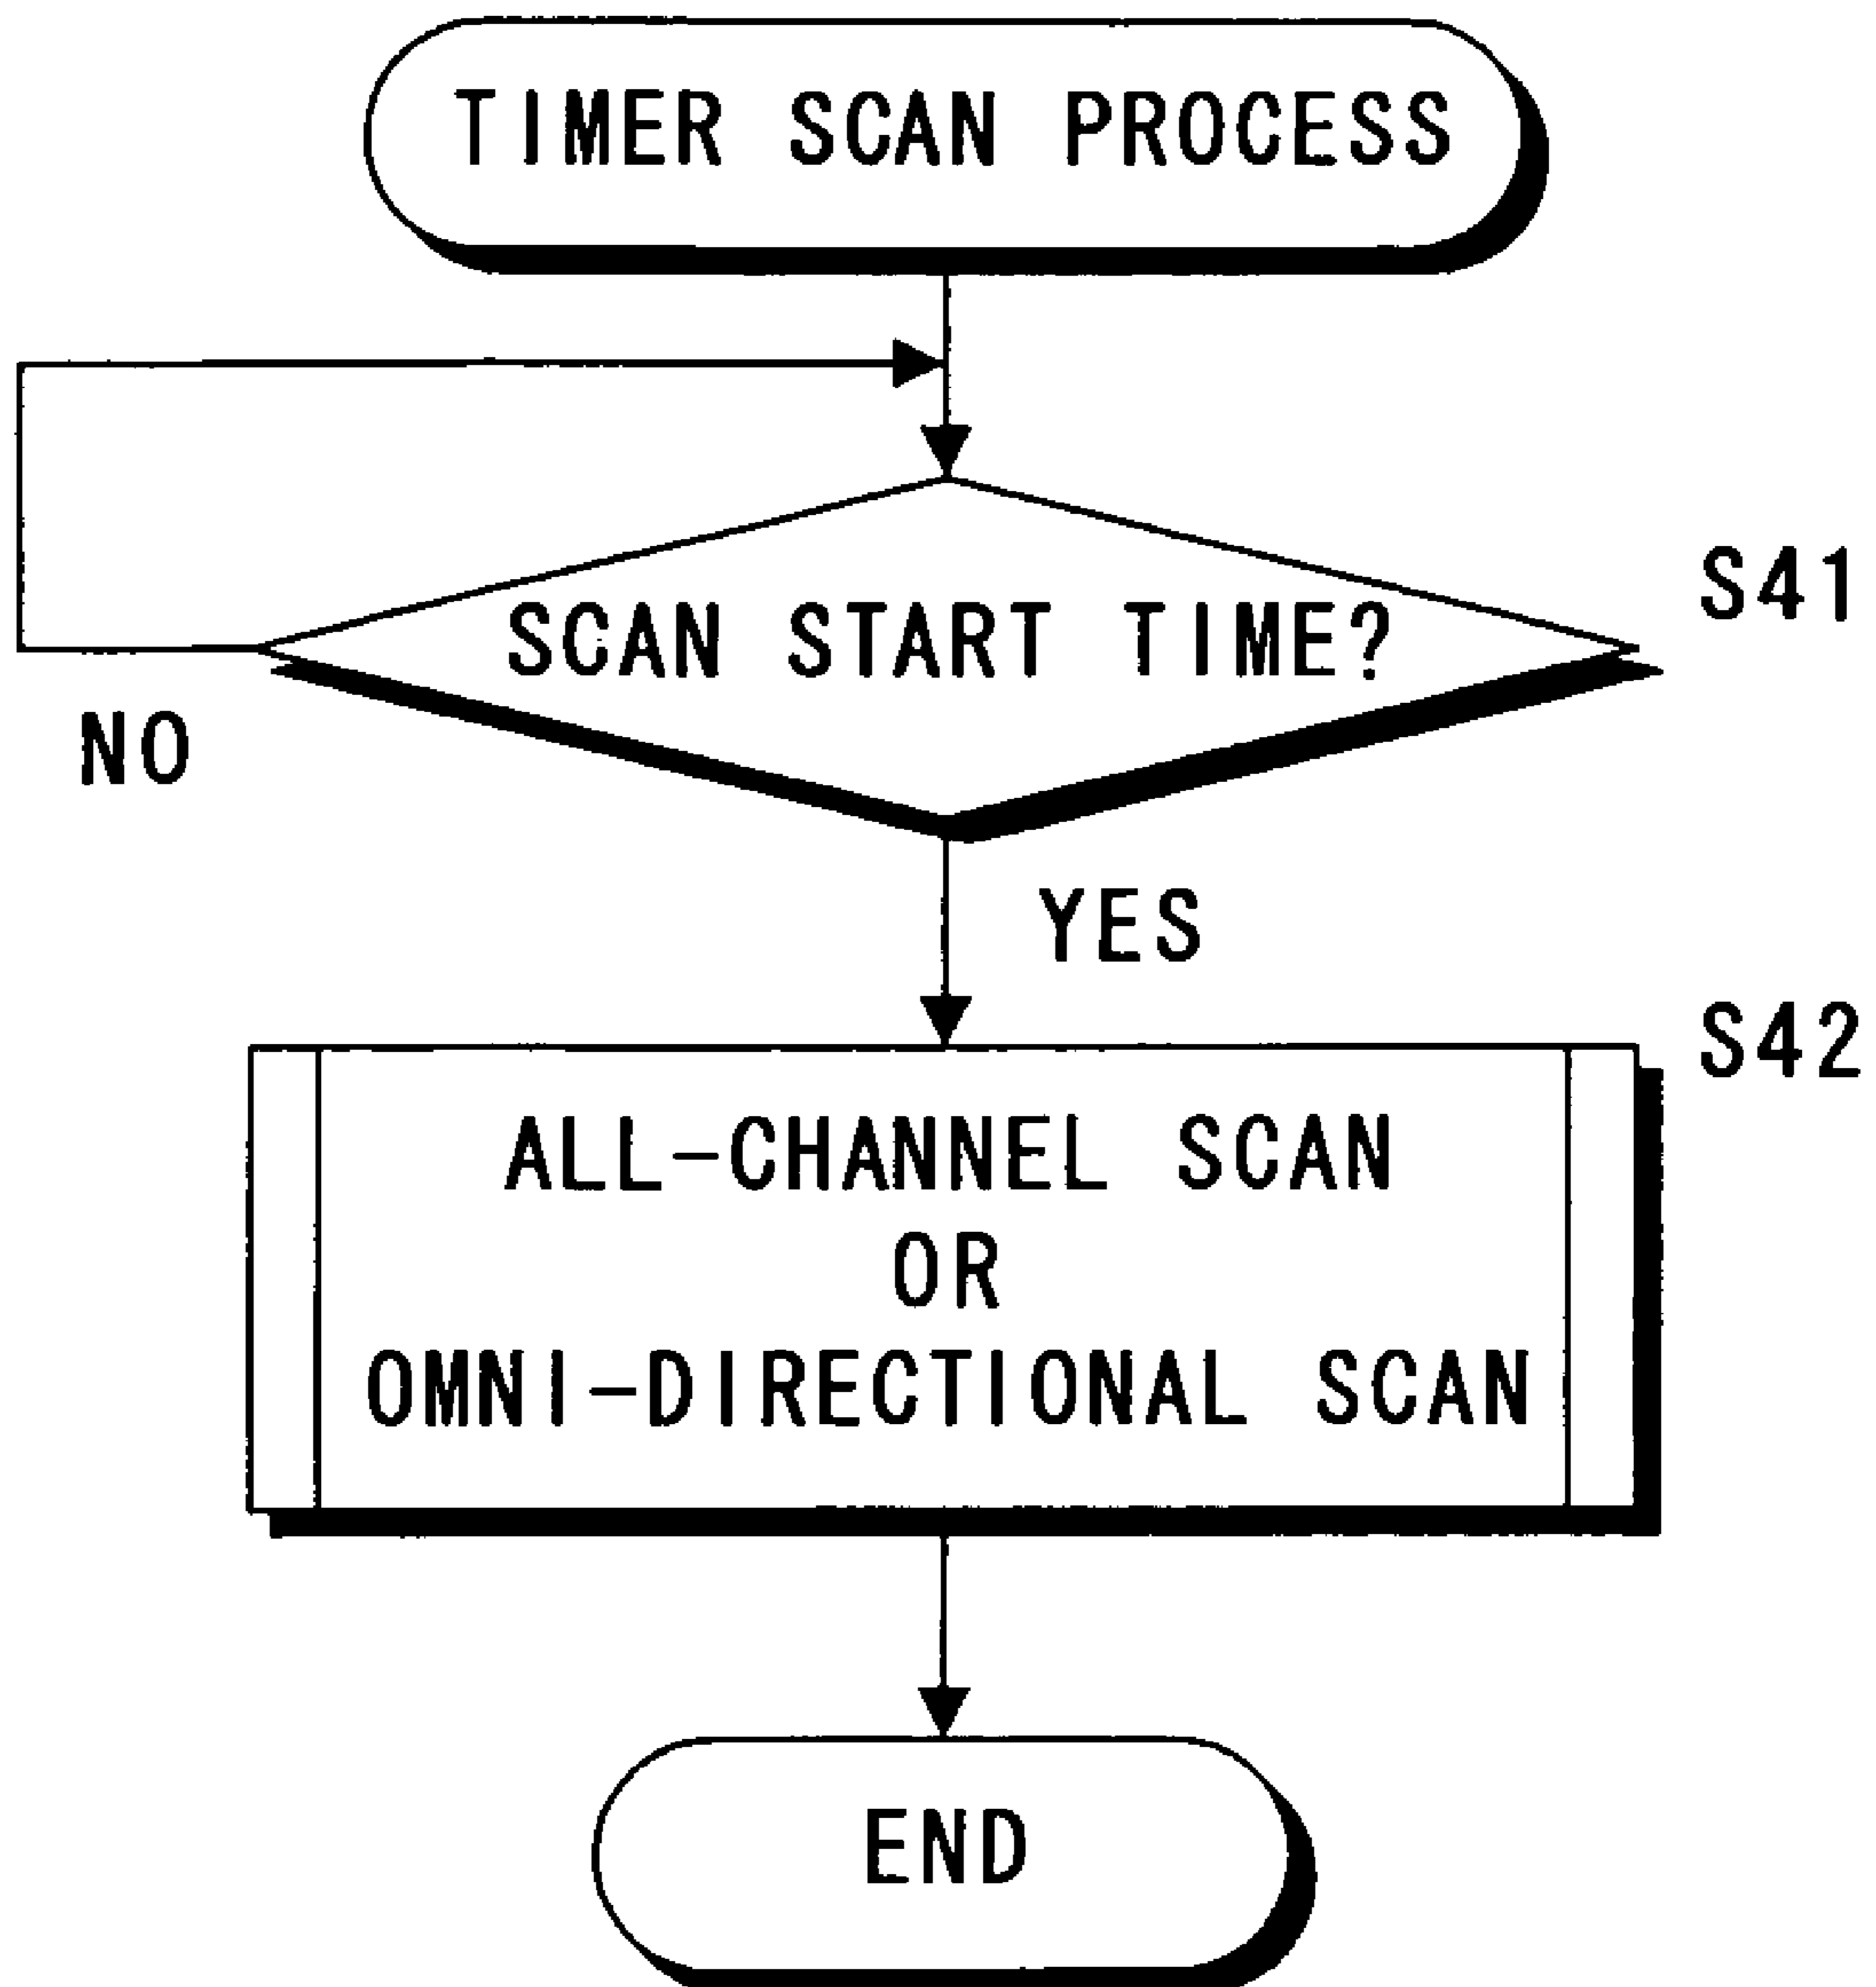 TIMER SCAN PROCESS
SCAN START TIME?
S41
NO
YES
S42
ALL-CHANNEL SCAN
OR
OMNI-DIRECTIONAL SCAN
END